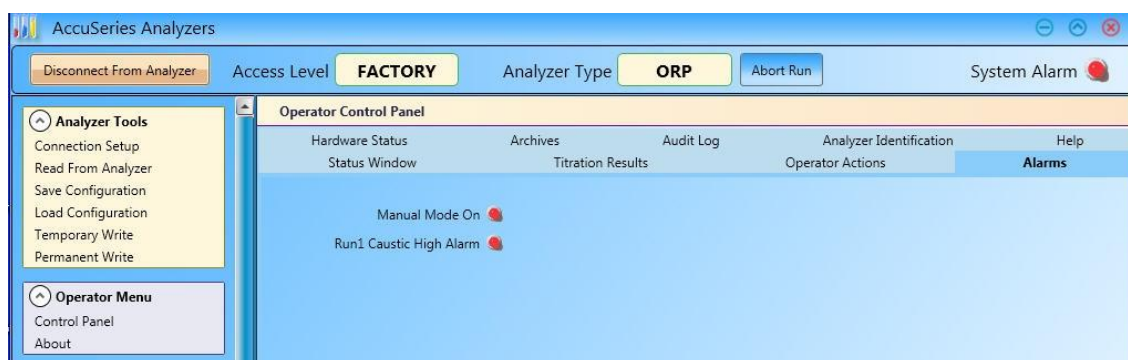 AccuSeries Analyzers
Disconnect From Analyzer Access Level FACTORY Analyzer Type ORP Abort Run System Alarm
Analyzer Tools
Connection Setup
Read From Analyzer
Save Configuration
Load Configuration
Temporary Write
Permanent Write
Operator Menu
Control Panel
About
Operator Control Panel
Hardware Status Archives Audit Log Analyzer Identification Help
Status Window Titration Results Operator Actions Alarms
Manual Mode On
Run1 Caustic High Alarm